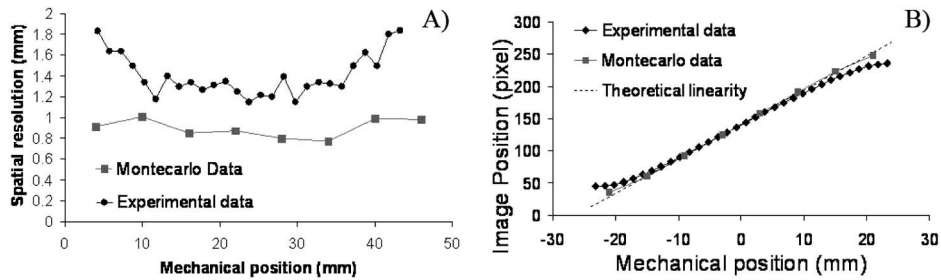 A)
Spatial resolution (mm)
2
1.8
1.6
1.4
1.2
1
0.8
0.6
0.4
0.2
0
Montecarlo Data
Experimental data
0 10 20 30 40 50
Mechanical position (mm)
B)
Image Position (pixel)
300
250
200
150
100
50
0
Experimental data
Montecarlo data
Theoretical linearity
-30 -20 -10 0 10 20 30
Mechanical position (mm)